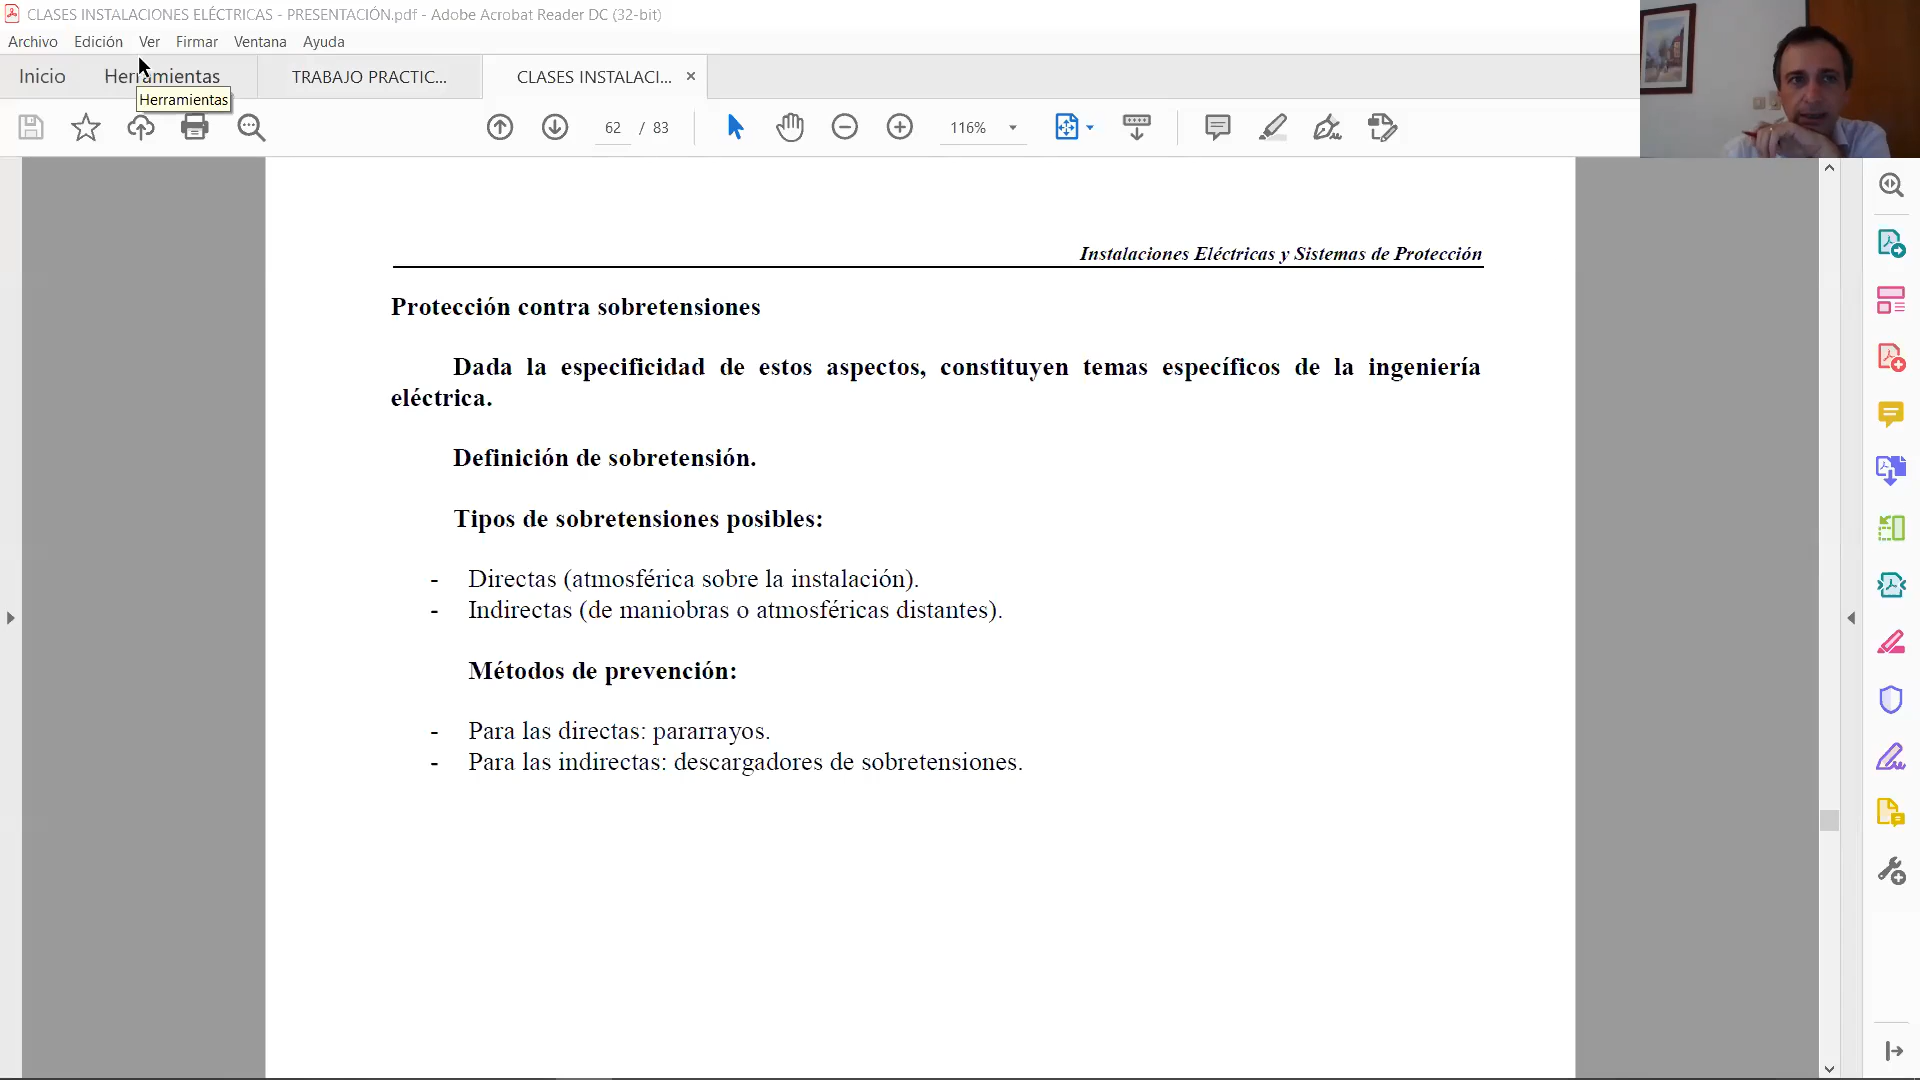 CLASES INSTALACIONES ELÉCTRICAS - PRESENTACIÓN.pdf - Adobe Acrobat Reader DC (32-bit)
Archivo Edición Ver Firmar Ventana Ayuda
Inicio Herramientas TRABAJO PRACTIC... CLASES INSTALACI... ×
Herramientas
62 / 83 116%
Instalaciones Eléctricas y Sistemas de Protección
Protección contra sobretensiones
Dada la especificidad de estos aspectos, constituyen temas específicos de la ingeniería
eléctrica.
Definición de sobretensión.
Tipos de sobretensiones posibles:
- Directas (atmosférica sobre la instalación).
- Indirectas (de maniobras o atmosféricas distantes).
Métodos de prevención:
- Para las directas: pararrayos.
- Para las indirectas: descargadores de sobretensiones.